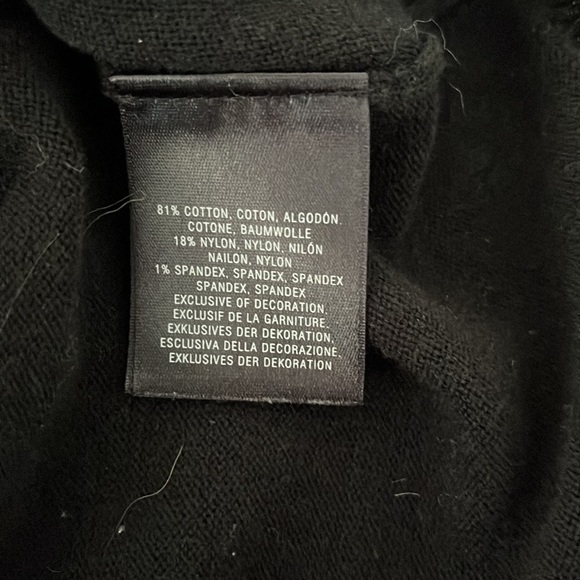 81% COTTON, COTON, ALGODÓN.
COTONE, BAUMWOLLE
18% NYLON, NYLON, NILÓN
NAILON, NYLON
1% SPANDEX, SPANDEX, SPANDEX
SPANDEX, SPANDEX
EXCLUSIVE OF DECORATION.
EXCLUSIF DE LA GARNITURE.
EXKLUSIVES DER DEKORATION,
ESCLUSIVA DELLA DECORAZIONE,
EXKLUSIVES DER DEKORATION